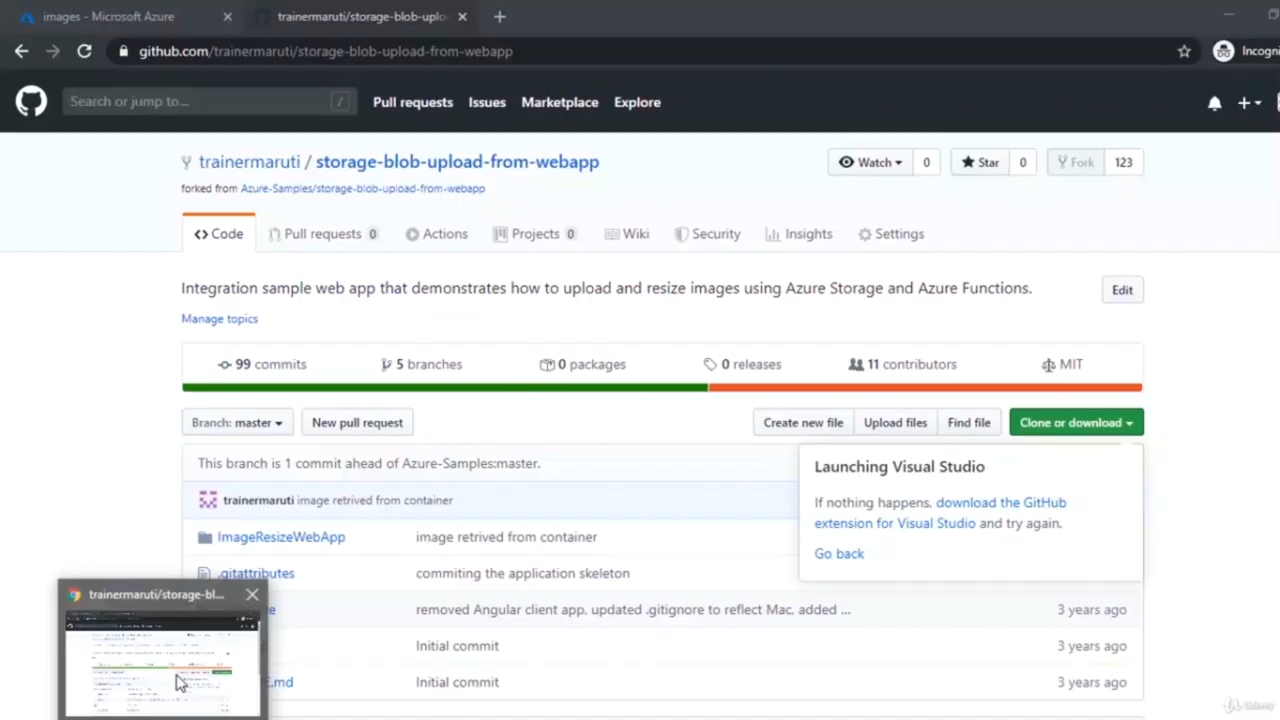 images - Microsoft Azure
trainermaruti/storage-blob-uplo
github.com/trainermaruti/storage-blob-upload-from-webapp
Incogni
Search or jump to...
/
Pull requests Issues Marketplace Explore
trainermaruti / storage-blob-upload-from-webapp
Watch 0 Star 0 Fork 123
forked from Azure-Samples/storage-blob-upload-from-webapp
Code Pull requests 0 Actions Projects 0 Wiki Security Insights Settings
Integration sample web app that demonstrates how to upload and resize images using Azure Storage and Azure Functions.
Edit
Manage topics
99 commits 5 branches 0 packages 0 releases 11 contributors MIT
Branch: master New pull request Create new file Upload files Find file Clone or download
This branch is 1 commit ahead of Azure-Samples:master.
Launching Visual Studio
If nothing happens, download the GitHub
extension for Visual Studio and try again.
Go back
trainermaruti image retrived from container
ImageResizeWebApp image retrived from container
.gitattributes commiting the application skeleton
trainermaruti/storage-bl...
e removed Angular client app, updated .gitignore to reflect Mac, added ... 3 years ago
Initial commit 3 years ago
E.md Initial commit 3 years ago
Udemy